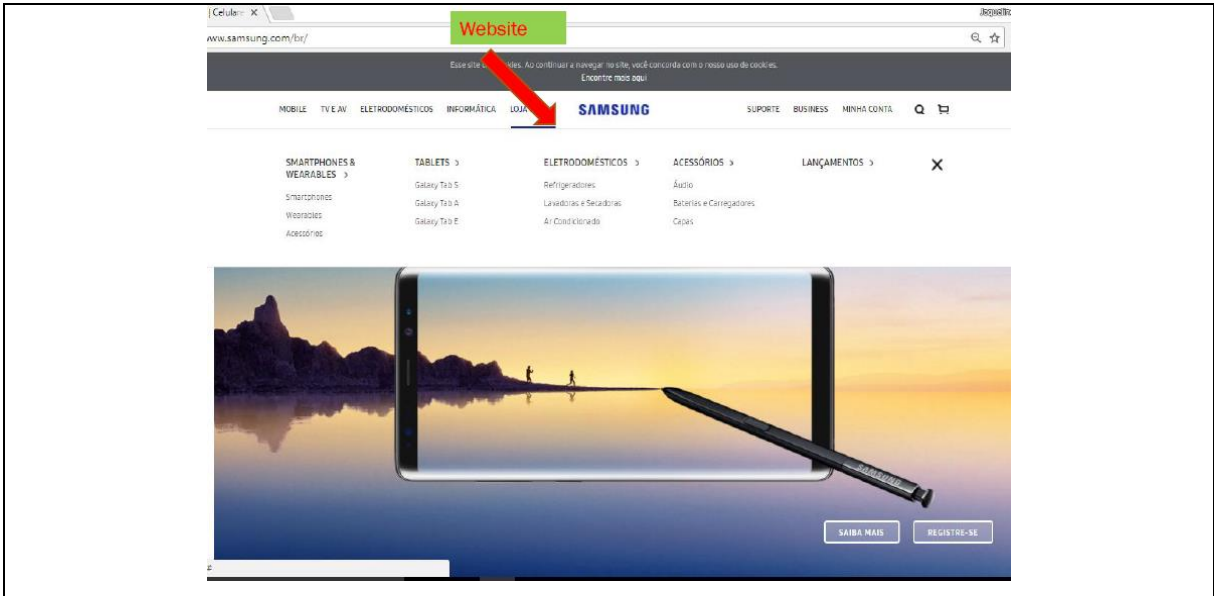 Celular
Website
www.samsung.com/br/
Esse site cookies. Ao continuar a navegar no site, você concorda com o nosso uso de cookies.
Encontre mais aqui
MOBILE TV E AV ELETRODOMÉSTICOS INFORMÁTICA LOJA SAMSUNG SUPORTE BUSINESS MINHA CONTA
SMARTPHONES &
WEARABLES >
Smartphones
Wearables
Acessórios
TABLETS >
Galaxy Tab S
Galaxy Tab A
Galaxy Tab E
ELETRODOMÉSTICOS >
Refrigeradores
Lavadoras e Secadoras
Ar Condicionado
ACESSÓRIOS >
Áudio
Baterias e Carregadores
Capas
LANÇAMENTOS >
SAMSUNG
SAIBA MAIS REGISTRE-SE